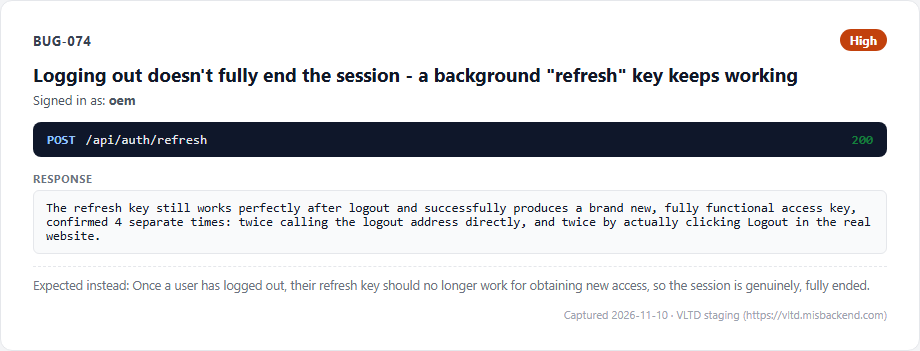 BUG-074
High
Logging out doesn't fully end the session - a background "refresh" key keeps working
Signed in as: oem
POST /api/auth/refresh
200
RESPONSE
The refresh key still works perfectly after logout and successfully produces a brand new, fully functional access key,
confirmed 4 separate times: twice calling the logout address directly, and twice by actually clicking Logout in the real
website.
Expected instead: Once a user has logged out, their refresh key should no longer work for obtaining new access, so the session is genuinely, fully ended.
Captured 2026-11-10 · VLTD staging (https://vltd.misbackend.com)